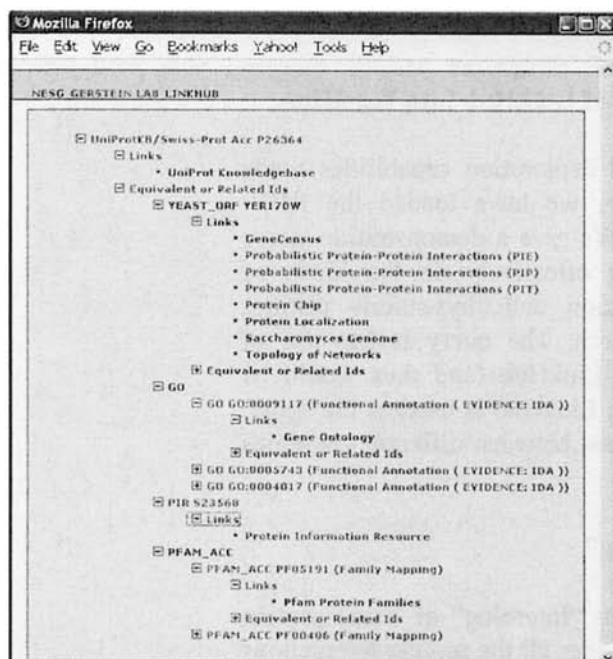 Mozilla Firefox
File Edit View Go Bookmarks Yahoo! Tools Help
NESG GERSTEIN LAB LINKHUB
UniProtKB/Swiss-Prot Acc P26364
Links
UniProt Knowledgebase
Equivalent or Related Ids
YEAST_ORF YER170W
Links
GeneCensus
Probabilistic Protein-Protein Interactions (PIE)
Probabilistic Protein-Protein Interactions (PIP)
Probabilistic Protein-Protein Interactions (PIT)
Protein Chip
Protein Localization
Saccharomyces Genome
Topology of Networks
Equivalent or Related Ids
GO
GO GO:0009117 (Functional Annotation ( EVIDENCE: IDA ))
Links
Gene Ontology
Equivalent or Related Ids
GO GO:0005743 (Functional Annotation ( EVIDENCE: IDA ))
GO GO:0004017 (Functional Annotation ( EVIDENCE: IDA ))
PIR S23568
Links
Protein Information Resource
PFAM_ACC
PFAM_ACC PF05191 (Family Mapping)
Links
Pfam Protein Families
Equivalent or Related Ids
PFAM_ACC PF00406 (Family Mapping)